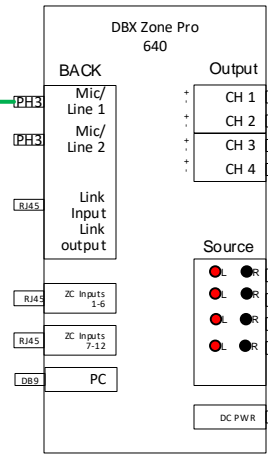 DBX Zone Pro
640
BACK
Output
PH3
Mic/
Line 1
PH3
Mic/
Line 2
RJ45
Link
Input
Link
output
RJ45
ZC Inputs
1-6
RJ45
ZC Inputs
7-12
DB9
PC
+
-
CH 1
+
-
CH 2
+
-
CH 3
+
-
CH 4
Source
L R
L R
L R
L R
DC PWR